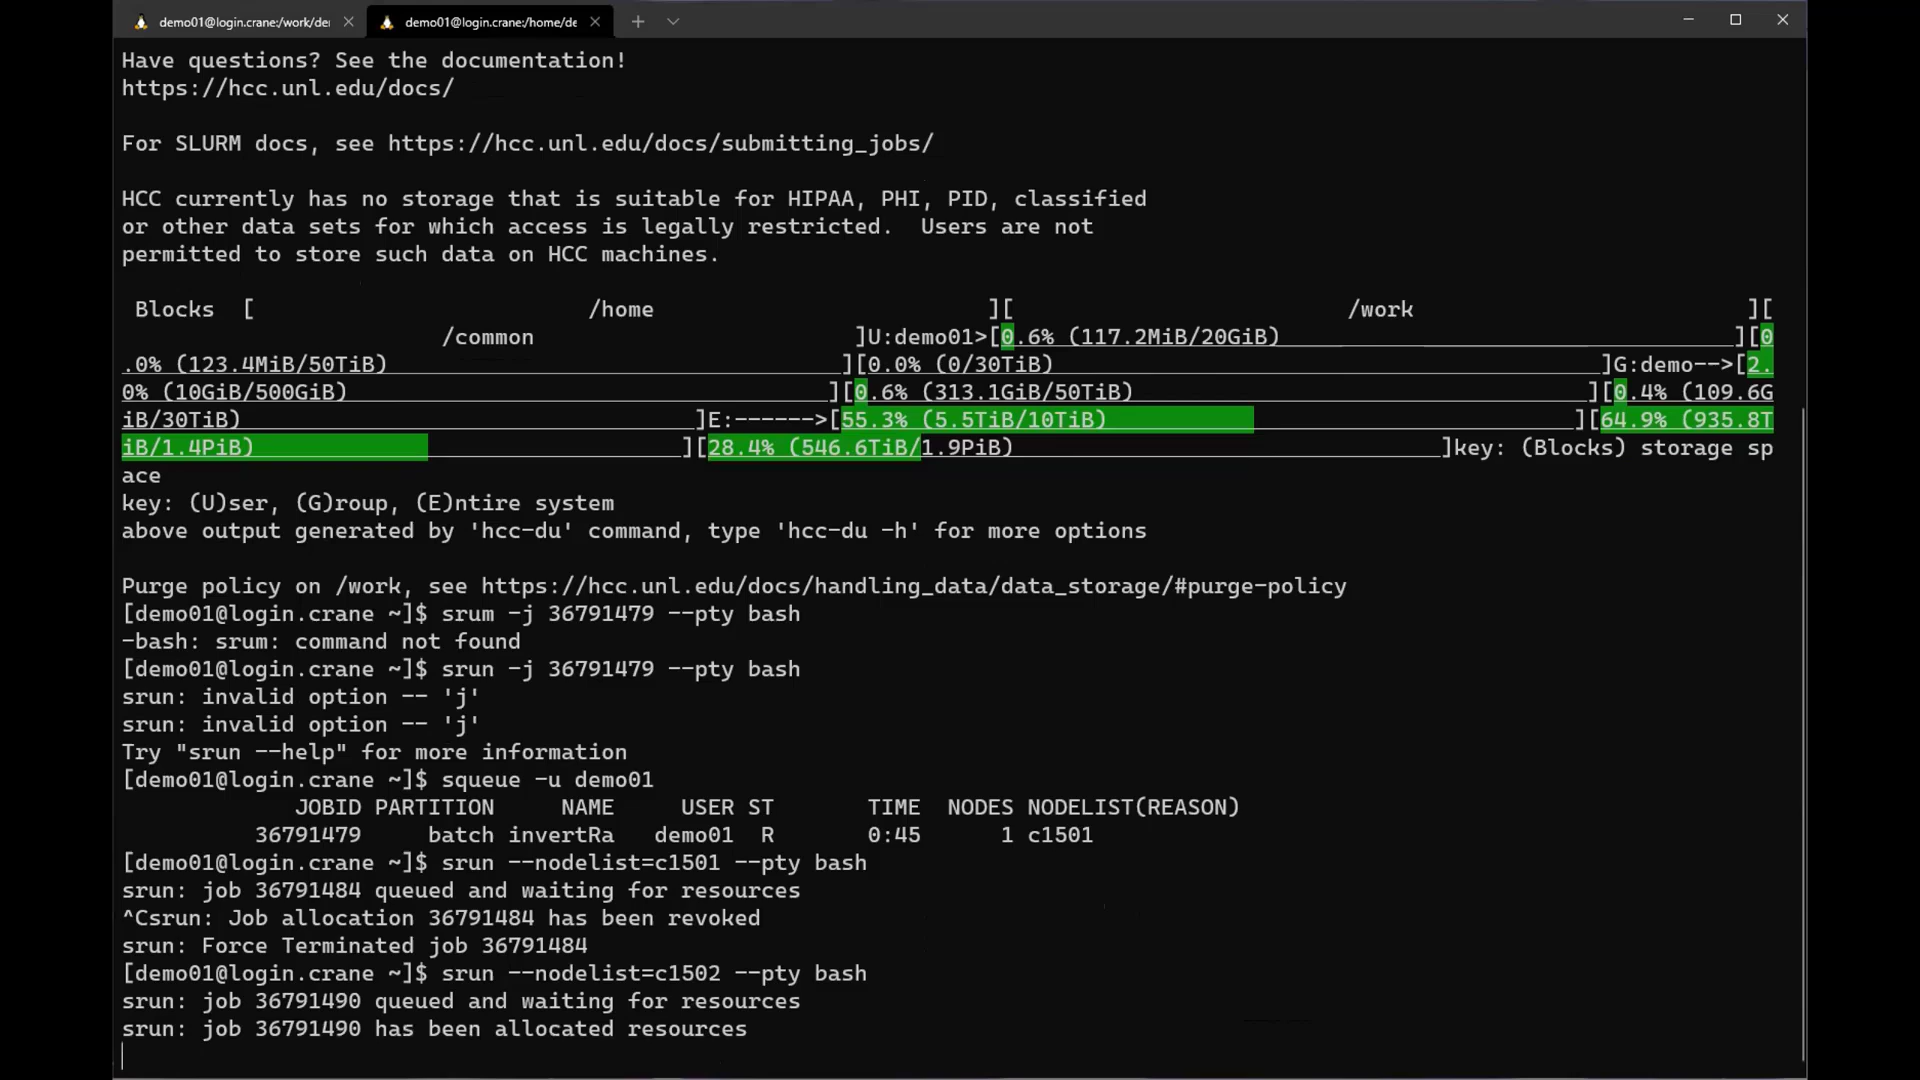 demo01@login.crane:/work/der
demo01@login.crane:/home/de
Have questions? See the documentation!
https://hcc.unl.edu/docs/
For SLURM docs, see https://hcc.unl.edu/docs/submitting_jobs/
HCC currently has no storage that is suitable for HIPAA, PHI, PID, classified
or other data sets for which access is legally restricted.  Users are not
permitted to store such data on HCC machines.
Blocks  [                         /home                         ][                         /work                         ][
/common                        ]U:demo01>[0.6% (117.2MiB/20GiB)__________________________________][0
.0% (123.4MiB/50TiB)__________________________________][0.0% (0/30TiB)__________________________________________]G:demo-->[2.
0% (10GiB/500GiB)____________________________________][0.6% (313.1GiB/50TiB)__________________________________][0.4% (109.6G
iB/30TiB)__________________________________]E:------>[55.3% (5.5TiB/10TiB)___________________________________][64.9% (935.8T
iB/1.4PiB)________________________________][28.4% (546.6TiB/1.9PiB)________________________________]key: (Blocks) storage sp
ace
key: (U)ser, (G)roup, (E)ntire system
above output generated by 'hcc-du' command, type 'hcc-du -h' for more options
Purge policy on /work, see https://hcc.unl.edu/docs/handling_data/data_storage/#purge-policy
[demo01@login.crane ~]$ srum -j 36791479 --pty bash
-bash: srum: command not found
[demo01@login.crane ~]$ srun -j 36791479 --pty bash
srun: invalid option -- 'j'
srun: invalid option -- 'j'
Try "srun --help" for more information
[demo01@login.crane ~]$ squeue -u demo01
JOBID PARTITION     NAME     USER ST       TIME  NODES NODELIST(REASON)
36791479     batch invertRa   demo01  R       0:45      1 c1501
[demo01@login.crane ~]$ srun --nodelist=c1501 --pty bash
srun: job 36791484 queued and waiting for resources
^Csrun: Job allocation 36791484 has been revoked
srun: Force Terminated job 36791484
[demo01@login.crane ~]$ srun --nodelist=c1502 --pty bash
srun: job 36791490 queued and waiting for resources
srun: job 36791490 has been allocated resources